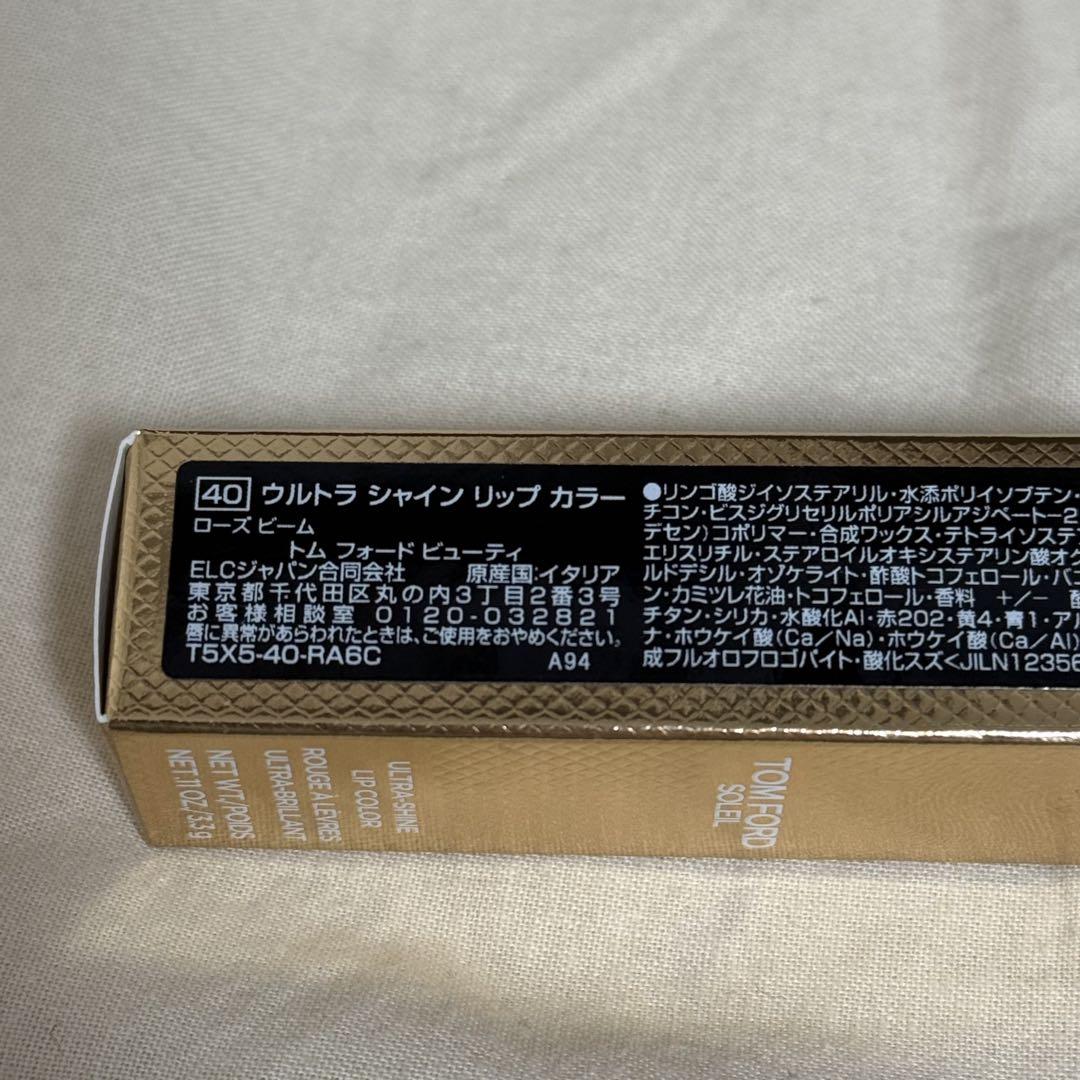 40 ウルトラ シャイン リップ カラー
ローズ ビーム
トム フォード ビューティ
ELCジャパン合同会社 原産国:イタリア
東京都千代田区丸の内3丁目2番3号
お客様相談室 0120-032821
唇に異常があらわれたときは、ご使用をおやめください。
T5X5-40-RA6C A94
●リンゴ酸ジイソステアリル・水添ポリイソブテン・
チコン・ビスジグリセリルポリアシルアジペート-2
デセン)コポリマー・合成ワックス・テトライソステ
エリスリチル・ステアロイルオキシステアリン酸オク
ルドデシル・オゾケライト・酢酸トコフェロール・バ
ン・カミツレ花油・トコフェロール・香料 +/- 酸
チタン・シリカ・水酸化Al・赤202・黄4・青1・アル
ナ・ホウケイ酸(Ca/Na)・ホウケイ酸(Ca/Al)
成フルオロフロゴパイト・酸化スズ<JILN12356
ULTRA-SHINE
LIP COLOR
ROUGE À LÈVRES
ULTRA-BRILLANT
NET WT/POIDS
NET .11 OZ / 3.3 g
TOM FORD
SOLEIL